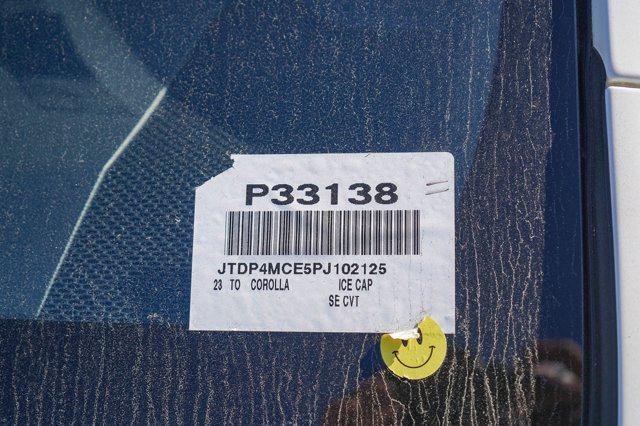 P33138
JTDP4MCE5PJ102125
23 TO COROLLA ICE CAP
SE CVT